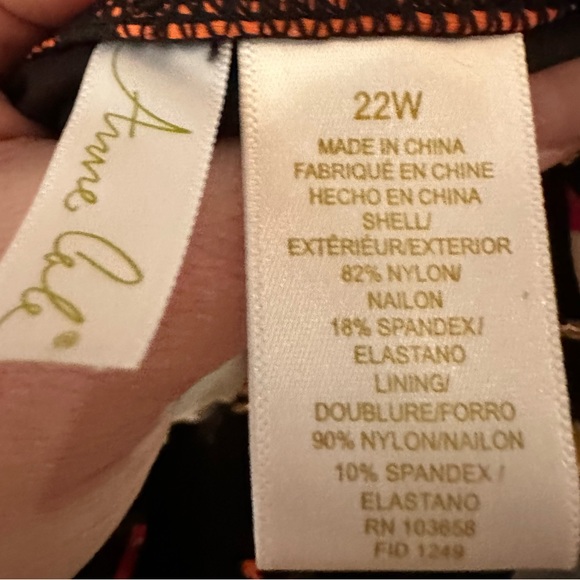 Anne Cole®
22W
MADE IN CHINA
FABRIQUÉ EN CHINE
HECHO EN CHINA
SHELL/
EXTÉRIEUR/EXTERIOR
82% NYLON/
NAILON
18% SPANDEX/
ELASTANO
LINING/
DOUBLURE/FORRO
90% NYLON/NAILON
10% SPANDEX /
ELASTANO
RN 103658
FID 1249